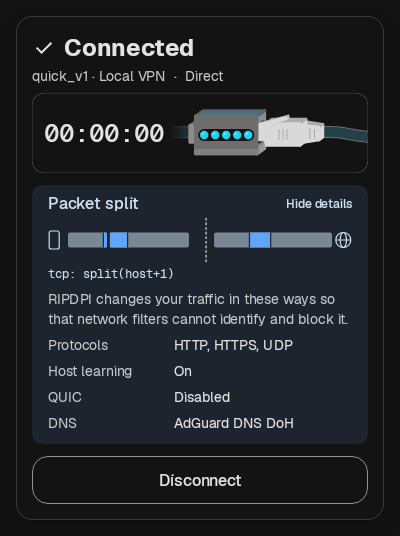 Connected
quick_v1 · Local VPN · Direct
00:00:00
Packet split
Hide details
tcp: split(host+1)
RIPDPI changes your traffic in these ways so
that network filters cannot identify and block it.
Protocols HTTP, HTTPS, UDP
Host learning On
QUIC Disabled
DNS AdGuard DNS DoH
Disconnect